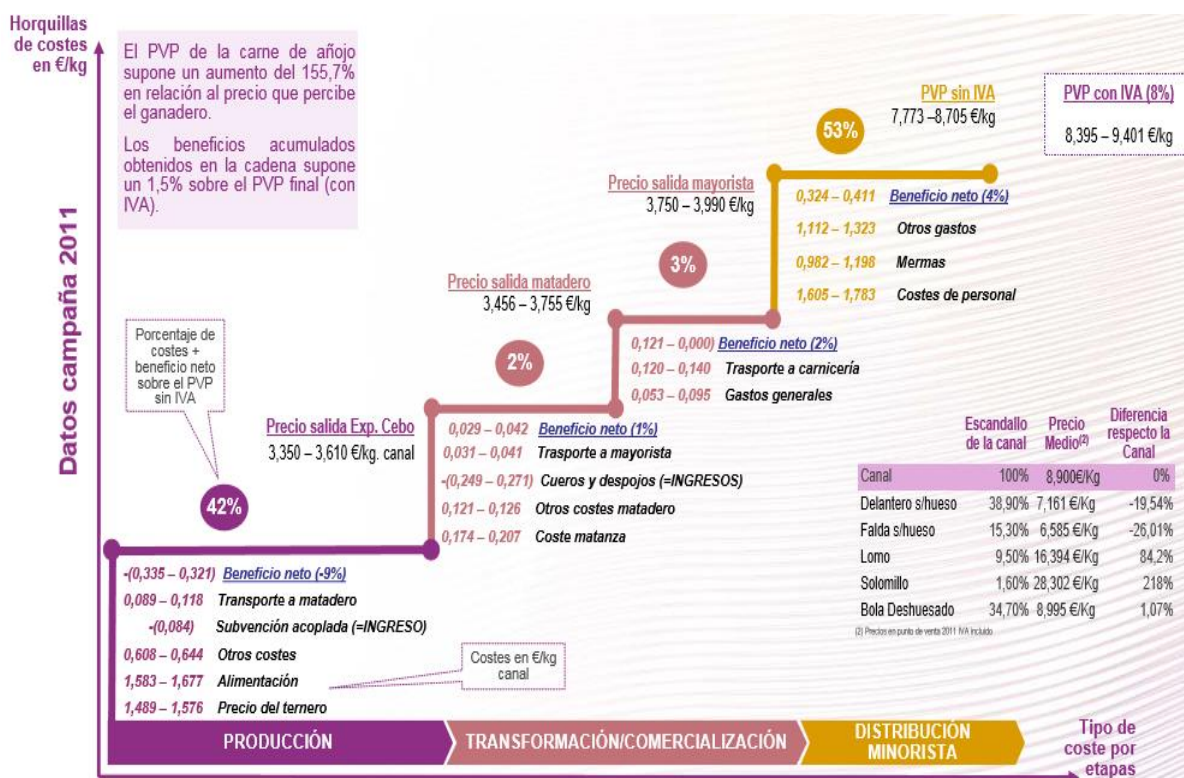 Horquillas
de costes
en €/kg
El PVP de la carne de añojo
supone un aumento del 155,7%
en relación al precio que percibe
el ganadero.
Los beneficios acumulados
obtenidos en la cadena supone
un 1,5% sobre el PVP final (con
IVA).
Datos campaña 2011
Porcentaje de
costes +
beneficio neto
sobre el PVP
sin IVA
42%
Precio salida Exp. Cebo
3,350 – 3,610 €/kg. canal
-(0,335 – 0,321) Beneficio neto (-9%)
0,089 – 0,118 Transporte a matadero
-(0,084) Subvención acoplada (=INGRESO)
0,608 – 0,644 Otros costes
1,583 – 1,677 Alimentación
1,489 – 1,576 Precio del ternero
Costes en €/kg
canal
Precio salida matadero
3,456 – 3,755 €/kg
2%
0,029 – 0,042 Beneficio neto (1%)
0,031 – 0,041 Trasporte a mayorista
-(0,249 – 0,271) Cueros y despojos (=INGRESOS)
0,121 – 0,126 Otros costes matadero
0,174 – 0,207 Coste matanza
Precio salida mayorista
3,750 – 3,990 €/kg
3%
0,121 – 0,000) Beneficio neto (2%)
0,120 – 0,140 Trasporte a carnicería
0,053 – 0,095 Gastos generales
PVP sin IVA
7,773 –8,705 €/kg
53%
0,324 – 0,411 Beneficio neto (4%)
1,112 – 1,323 Otros gastos
0,982 – 1,198 Mermas
1,605 – 1,783 Costes de personal
PVP con IVA (8%)
8,395 – 9,401 €/kg
Escandallo de la canal Precio Medio(2) Diferencia respecto la Canal
Canal 100% 8,900€/Kg 0%
Delantero s/hueso 38,90% 7,161 €/Kg -19,54%
Falda s/hueso 15,30% 6,585 €/Kg -26,01%
Lomo 9,50% 16,394 €/Kg 84,2%
Solomillo 1,60% 28,302 €/Kg 218%
Bola Deshuesado 34,70% 8,995 €/Kg 1,07%
(2) Precios en punto de venta 2011 IVA incluido
PRODUCCIÓN
TRANSFORMACIÓN/COMERCIALIZACIÓN
DISTRIBUCIÓN
MINORISTA
Tipo de
coste por
etapas